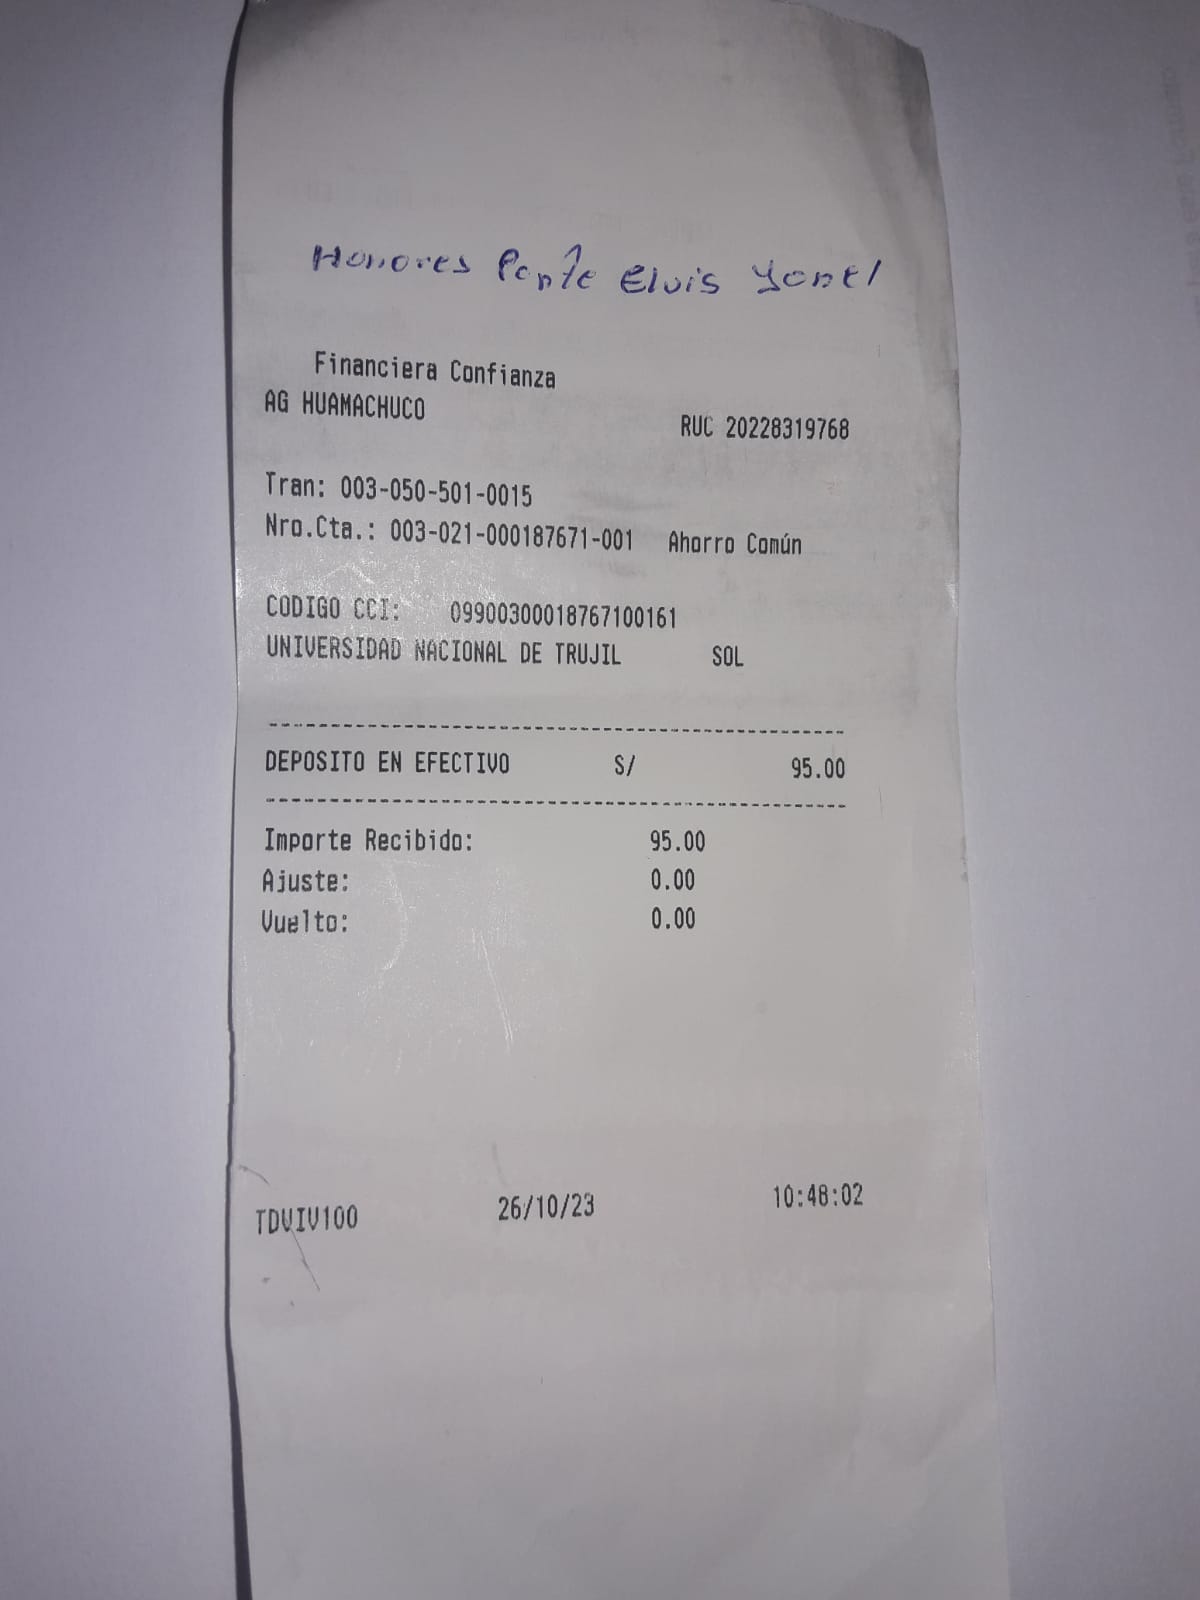 Honores Ponte Elvis Yonel
Financiera Confianza
AG HUAMACHUCO
RUC 20228319768
Tran: 003-050-501-0015
Nro.Cta.: 003-021-000187671-001 Ahorro Común
CODIGO CCI: 09900300018767100161
UNIVERSIDAD NACIONAL DE TRUJIL SOL
DEPOSITO EN EFECTIVO S/ 95.00
Importe Recibido: 95.00
Ajuste: 0.00
Vuelto: 0.00
TDVIV100 26/10/23 10:48:02